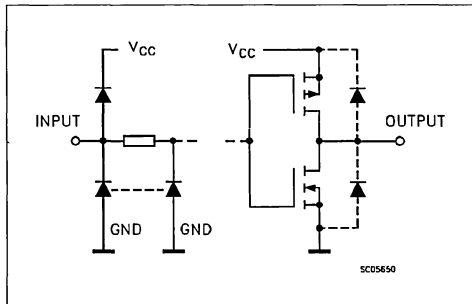 VCC
VCC
INPUT
OUTPUT
GND
GND
SC05650